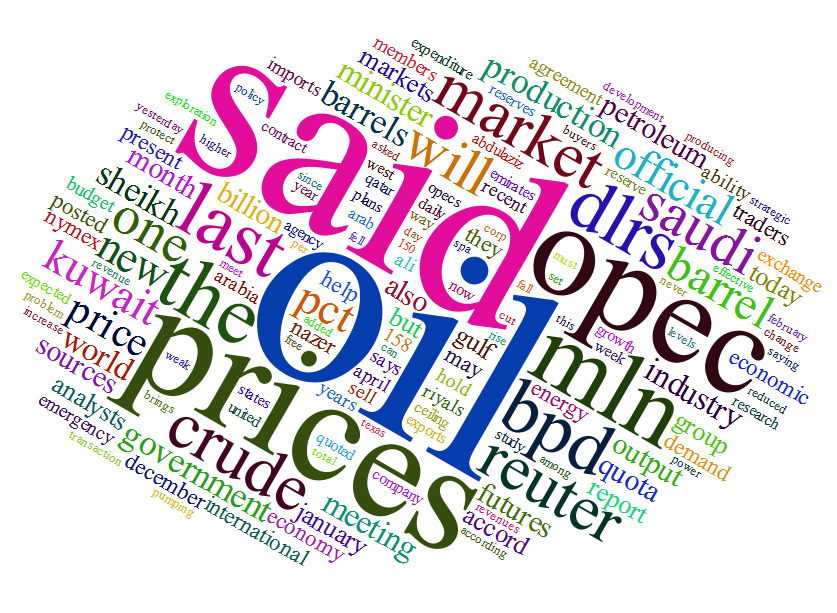 expenditure
members
markets
imports
minister
barrels
policy
exploration
yesterday
protect
higher
contract
present
month
sheikh
budget
posted
nymex
kuwait
expected
problem
increase
price
world
sources
analysts
emergency
transaction
december
pumping
government
international
economy
january
meeting
crude
prices
the
new
one
last
said
billion
agency
year
since
plans
arab
fell
per
meet
arabia
revenue
weak
brings
states
united
oil
help
pct
added
nazer
free
years
quoted
total
texas
company
sell
april
says
can
158
but
ali
also
150
day
way
daily
opecs
qatar
west
asked
abdulaziz
will
market
emirates
recent
they
corp
spa
now
cut
rise
gulf
may
hold
riyals
ceiling
exports
fall
opec
must
set
this
week
growth
mln
bpd
energy
study
among
reuter
futures
revenues
accord
according
report
quota
output
power
demand
group
industry
research
reduced
economic
saying
change
february
levels
never
effective
barrel
today
exchange
saudi
dlrs
traders
strategic
ability
official
reserve
buyers
production
reserves
agreement
petroleum
development
producing